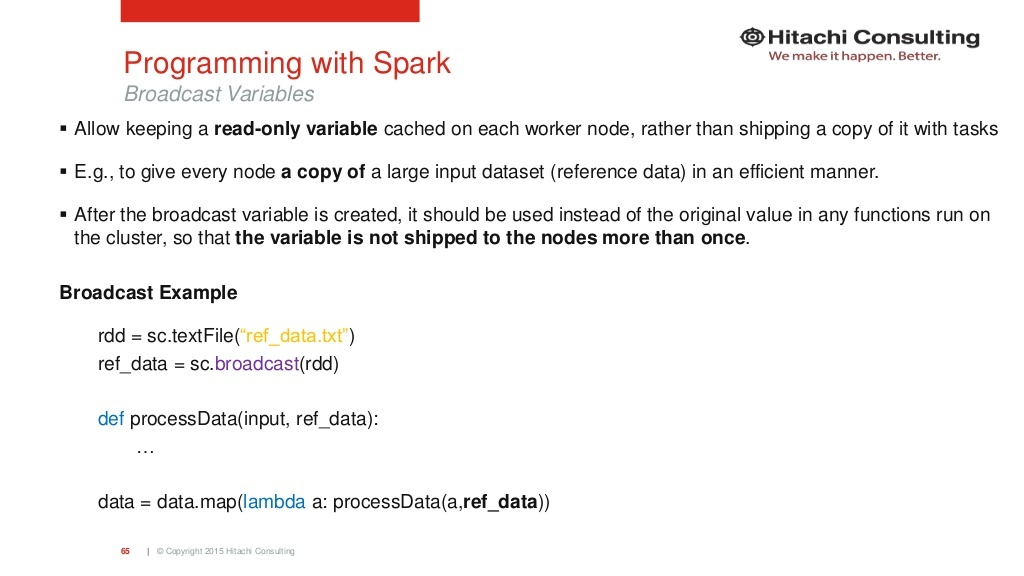 Hitachi Consulting
We make it happen. Better.
Programming with Spark
Broadcast Variables
▪ Allow keeping a read-only variable cached on each worker node, rather than shipping a copy of it with tasks
▪ E.g., to give every node a copy of a large input dataset (reference data) in an efficient manner.
▪ After the broadcast variable is created, it should be used instead of the original value in any functions run on
the cluster, so that the variable is not shipped to the nodes more than once.
Broadcast Example
rdd = sc.textFile(“ref_data.txt”)
ref_data = sc.broadcast(rdd)
def processData(input, ref_data):
…
data = data.map(lambda a: processData(a,ref_data))
65 | © Copyright 2015 Hitachi Consulting